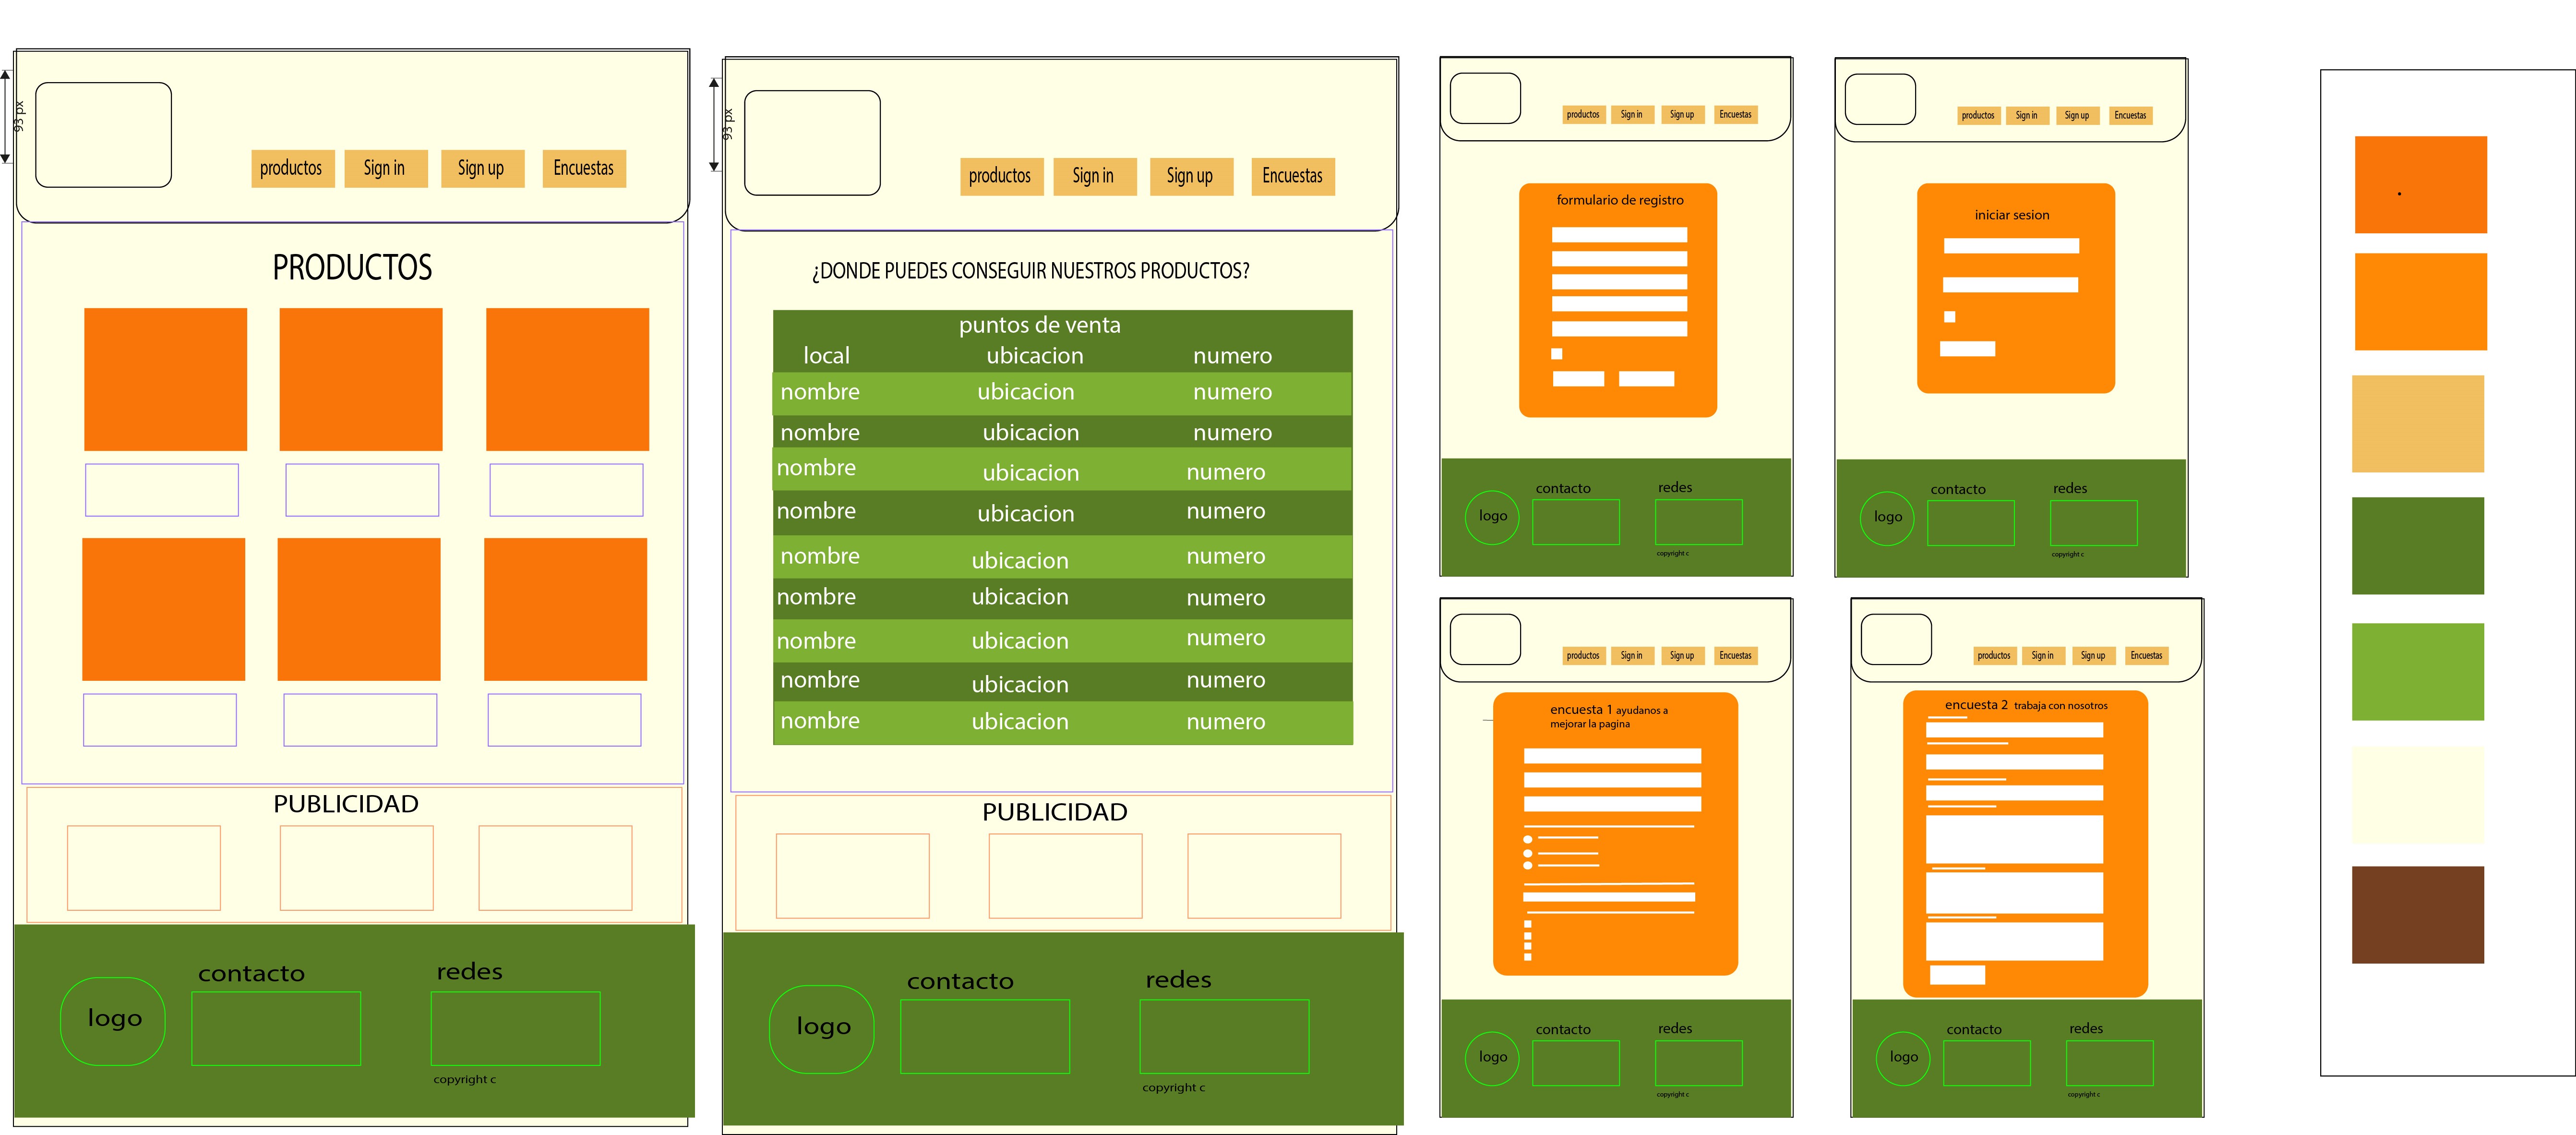 93 px
productos Sign in Sign up Encuestas
PRODUCTOS
PUBLICIDAD
contacto redes
logo
copyright c
93 px
productos Sign in Sign up Encuestas
¿DONDE PUEDES CONSEGUIR NUESTROS PRODUCTOS?
puntos de venta
local ubicacion numero
nombre ubicacion numero
nombre ubicacion numero
nombre ubicacion numero
nombre ubicacion numero
nombre ubicacion numero
nombre ubicacion numero
nombre ubicacion numero
nombre ubicacion numero
nombre ubicacion numero
PUBLICIDAD
contacto redes
logo
copyright c
productos Sign in Sign up Encuestas
formulario de registro
contacto redes
logo
copyright c
productos Sign in Sign up Encuestas
iniciar sesion
contacto redes
logo
copyright c
productos Sign in Sign up Encuestas
encuesta 1 ayudanos a
mejorar la pagina
contacto redes
logo
copyright c
productos Sign in Sign up Encuestas
encuesta 2 trabaja con nosotros
contacto redes
logo
copyright c